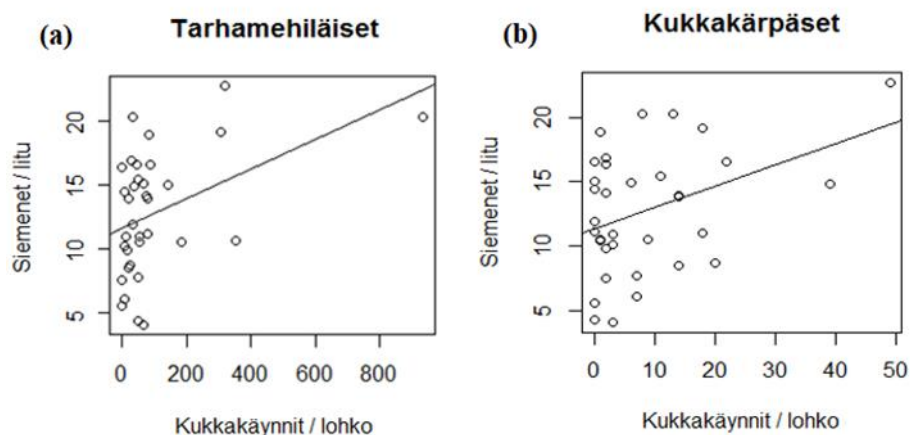 (a)
Tarhamehiläiset
Siemenet / litu
20
15
10
5
0 200 400 600 800
Kukkakäynnit / lohko
(b)
Kukkakärpäset
Siemenet / litu
20
15
10
5
0 10 20 30 40 50
Kukkakäynnit / lohko